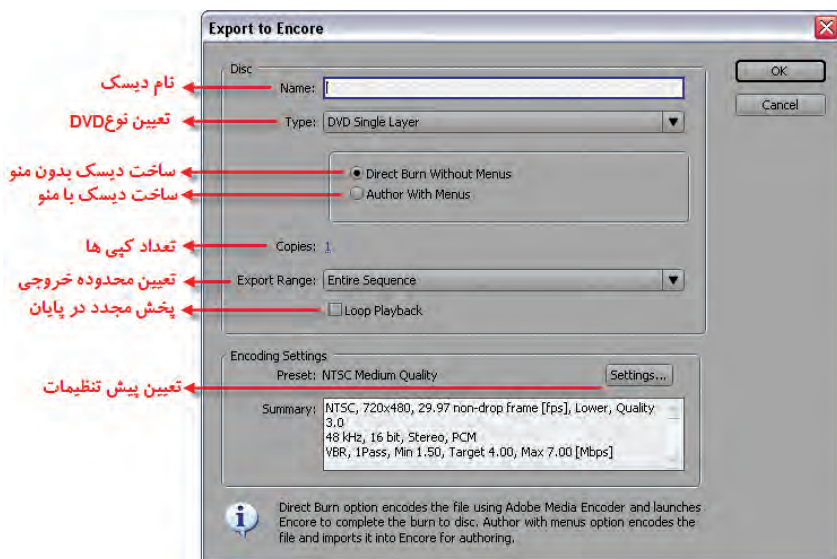 Export to Encore
Disc
نام دیسک
Name:
OK
Cancel
تعیین نوع DVD
Type: DVD Single Layer
ساخت دیسک بدون منو
Direct Burn Without Menus
ساخت دیسک با منو
Author With Menus
تعداد کپی ها
Copies: 1
تعیین محدوده خروجی
Export Range: Entire Sequence
پخش مجدد در پایان
Loop Playback
Encoding Settings
Preset: NTSC Medium Quality
Settings...
تعیین پیش تنظیمات
Summary: NTSC, 720x480, 29.97 non-drop frame [fps], Lower, Quality
3.0
48 kHz, 16 bit, Stereo, PCM
VBR, 1Pass, Min 1.50, Target 4.00, Max 7.00 [Mbps]
Direct Burn option encodes the file using Adobe Media Encoder and launches
Encore to complete the burn to disc. Author with menus option encodes the
file and imports it into Encore for authoring.